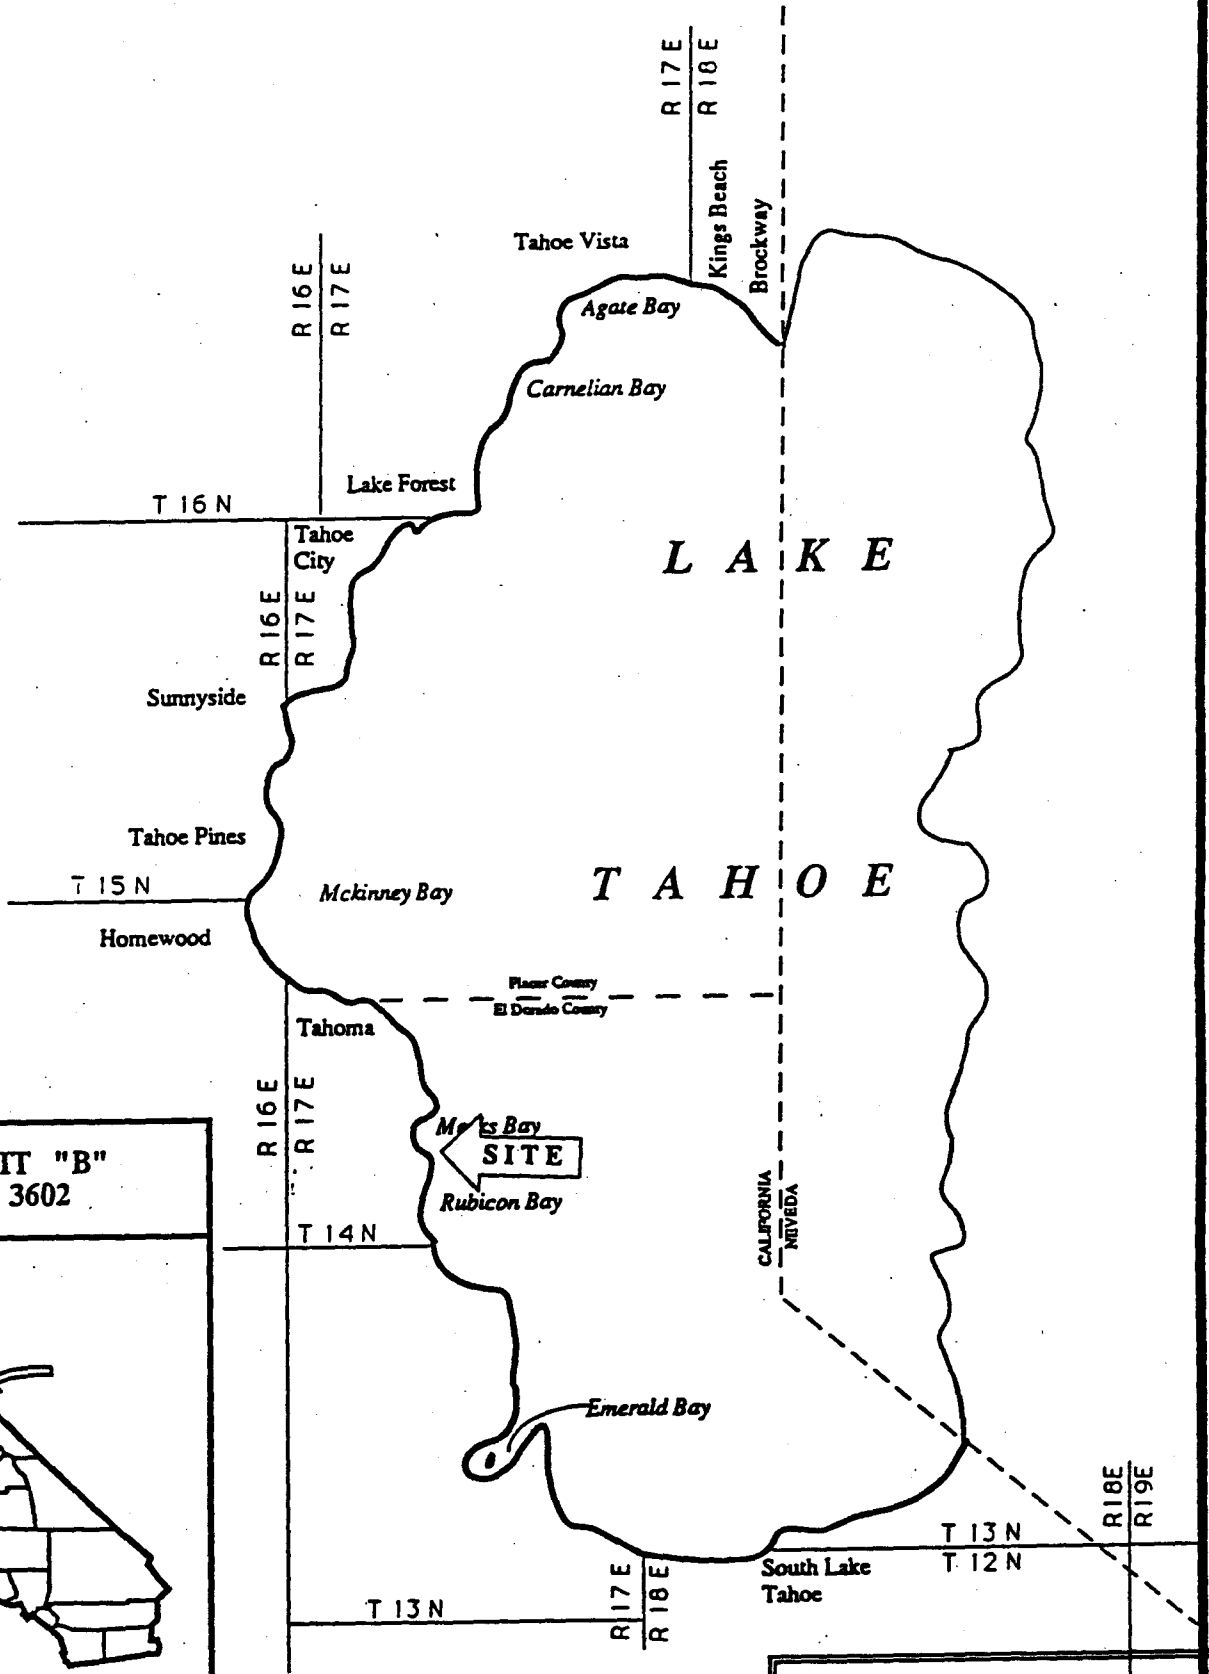 R 17 E
R 18 E
Kings Beach
Brockway
Tahoe Vista
R 16 E
R 17 E
Agate Bay
Carnelian Bay
Lake Forest
T 16 N
Tahoe
City
L A K E
R 16 E
R 17 E
Sunnyside
Tahoe Pines
T 15 N
Mckinney Bay
T A H O E
Homewood
Placer County
El Dorado County
Tahoma
R 16 E
R 17 E
Bay
SITE
IT "B"
3602
Rubicon Bay
CALIFORNIA
NEVEDA
T 14 N
Emerald Bay
R18E
R19E
T 13 N
T 12 N
South Lake
Tahoe
R 17 E
R 18 E
T 13 N